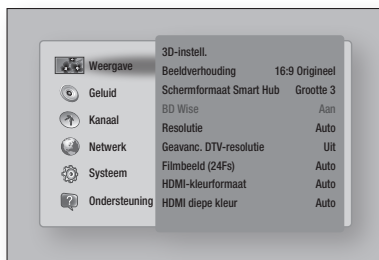 Weergave
Geluid
Kanaal
Netwerk
Systeem
Ondersteuning
3D-instell.
Beeldverhouding 16:9 Origineel
Schermformaat Smart Hub Grootte 3
BD Wise Aan
Resolutie Auto
Geavanc. DTV-resolutie Uit
Filmbeeld (24Fs) Auto
HDMI-kleurformaat Auto
HDMI diepe kleur Auto